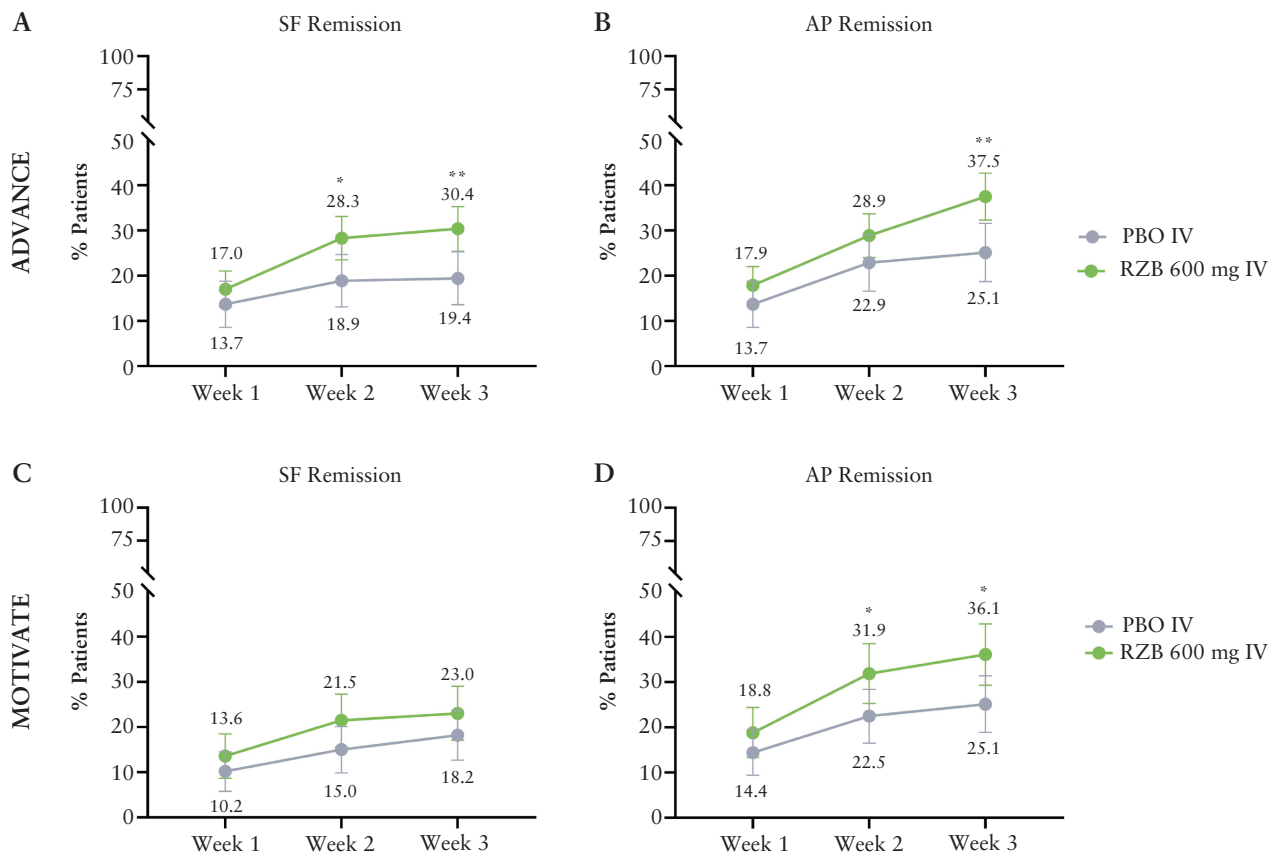 A
SF Remission
B
AP Remission
ADVANCE
% Patients
100
75
50
40
30
20
10
0
17.0
*
28.3
**
30.4
13.7
18.9
19.4
Week 1
Week 2
Week 3
% Patients
100
75
50
40
30
20
10
0
17.9
28.9
**
37.5
13.7
22.9
25.1
Week 1
Week 2
Week 3
PBO IV
RZB 600 mg IV
C
SF Remission
D
AP Remission
MOTIVATE
% Patients
100
75
50
40
30
20
10
0
13.6
21.5
23.0
10.2
15.0
18.2
Week 1
Week 2
Week 3
% Patients
100
75
50
40
30
20
10
0
18.8
*
31.9
*
36.1
14.4
22.5
25.1
Week 1
Week 2
Week 3
PBO IV
RZB 600 mg IV